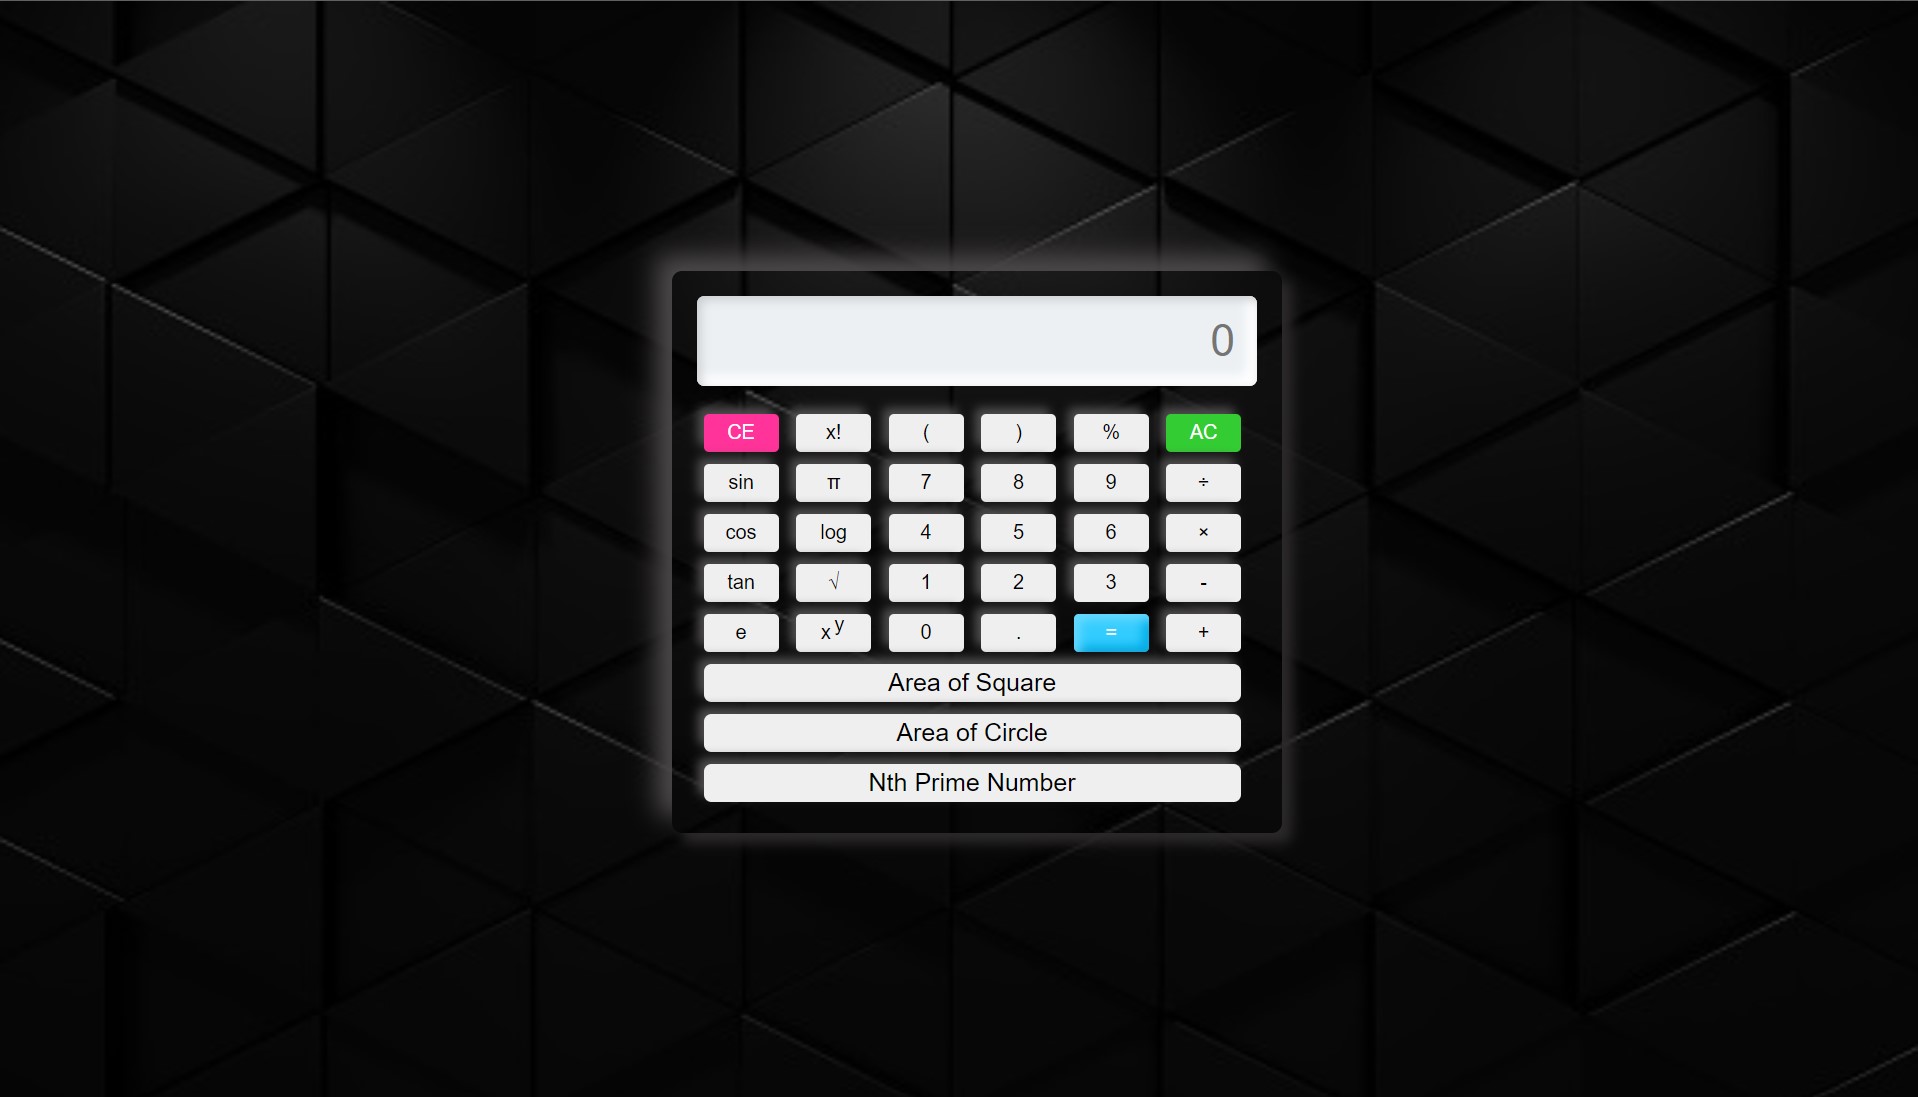 0
CE x! ( ) % AC
sin π 7 8 9 ÷
cos log 4 5 6 ×
tan √ 1 2 3 -
e x y 0 . = +
Area of Square
Area of Circle
Nth Prime Number